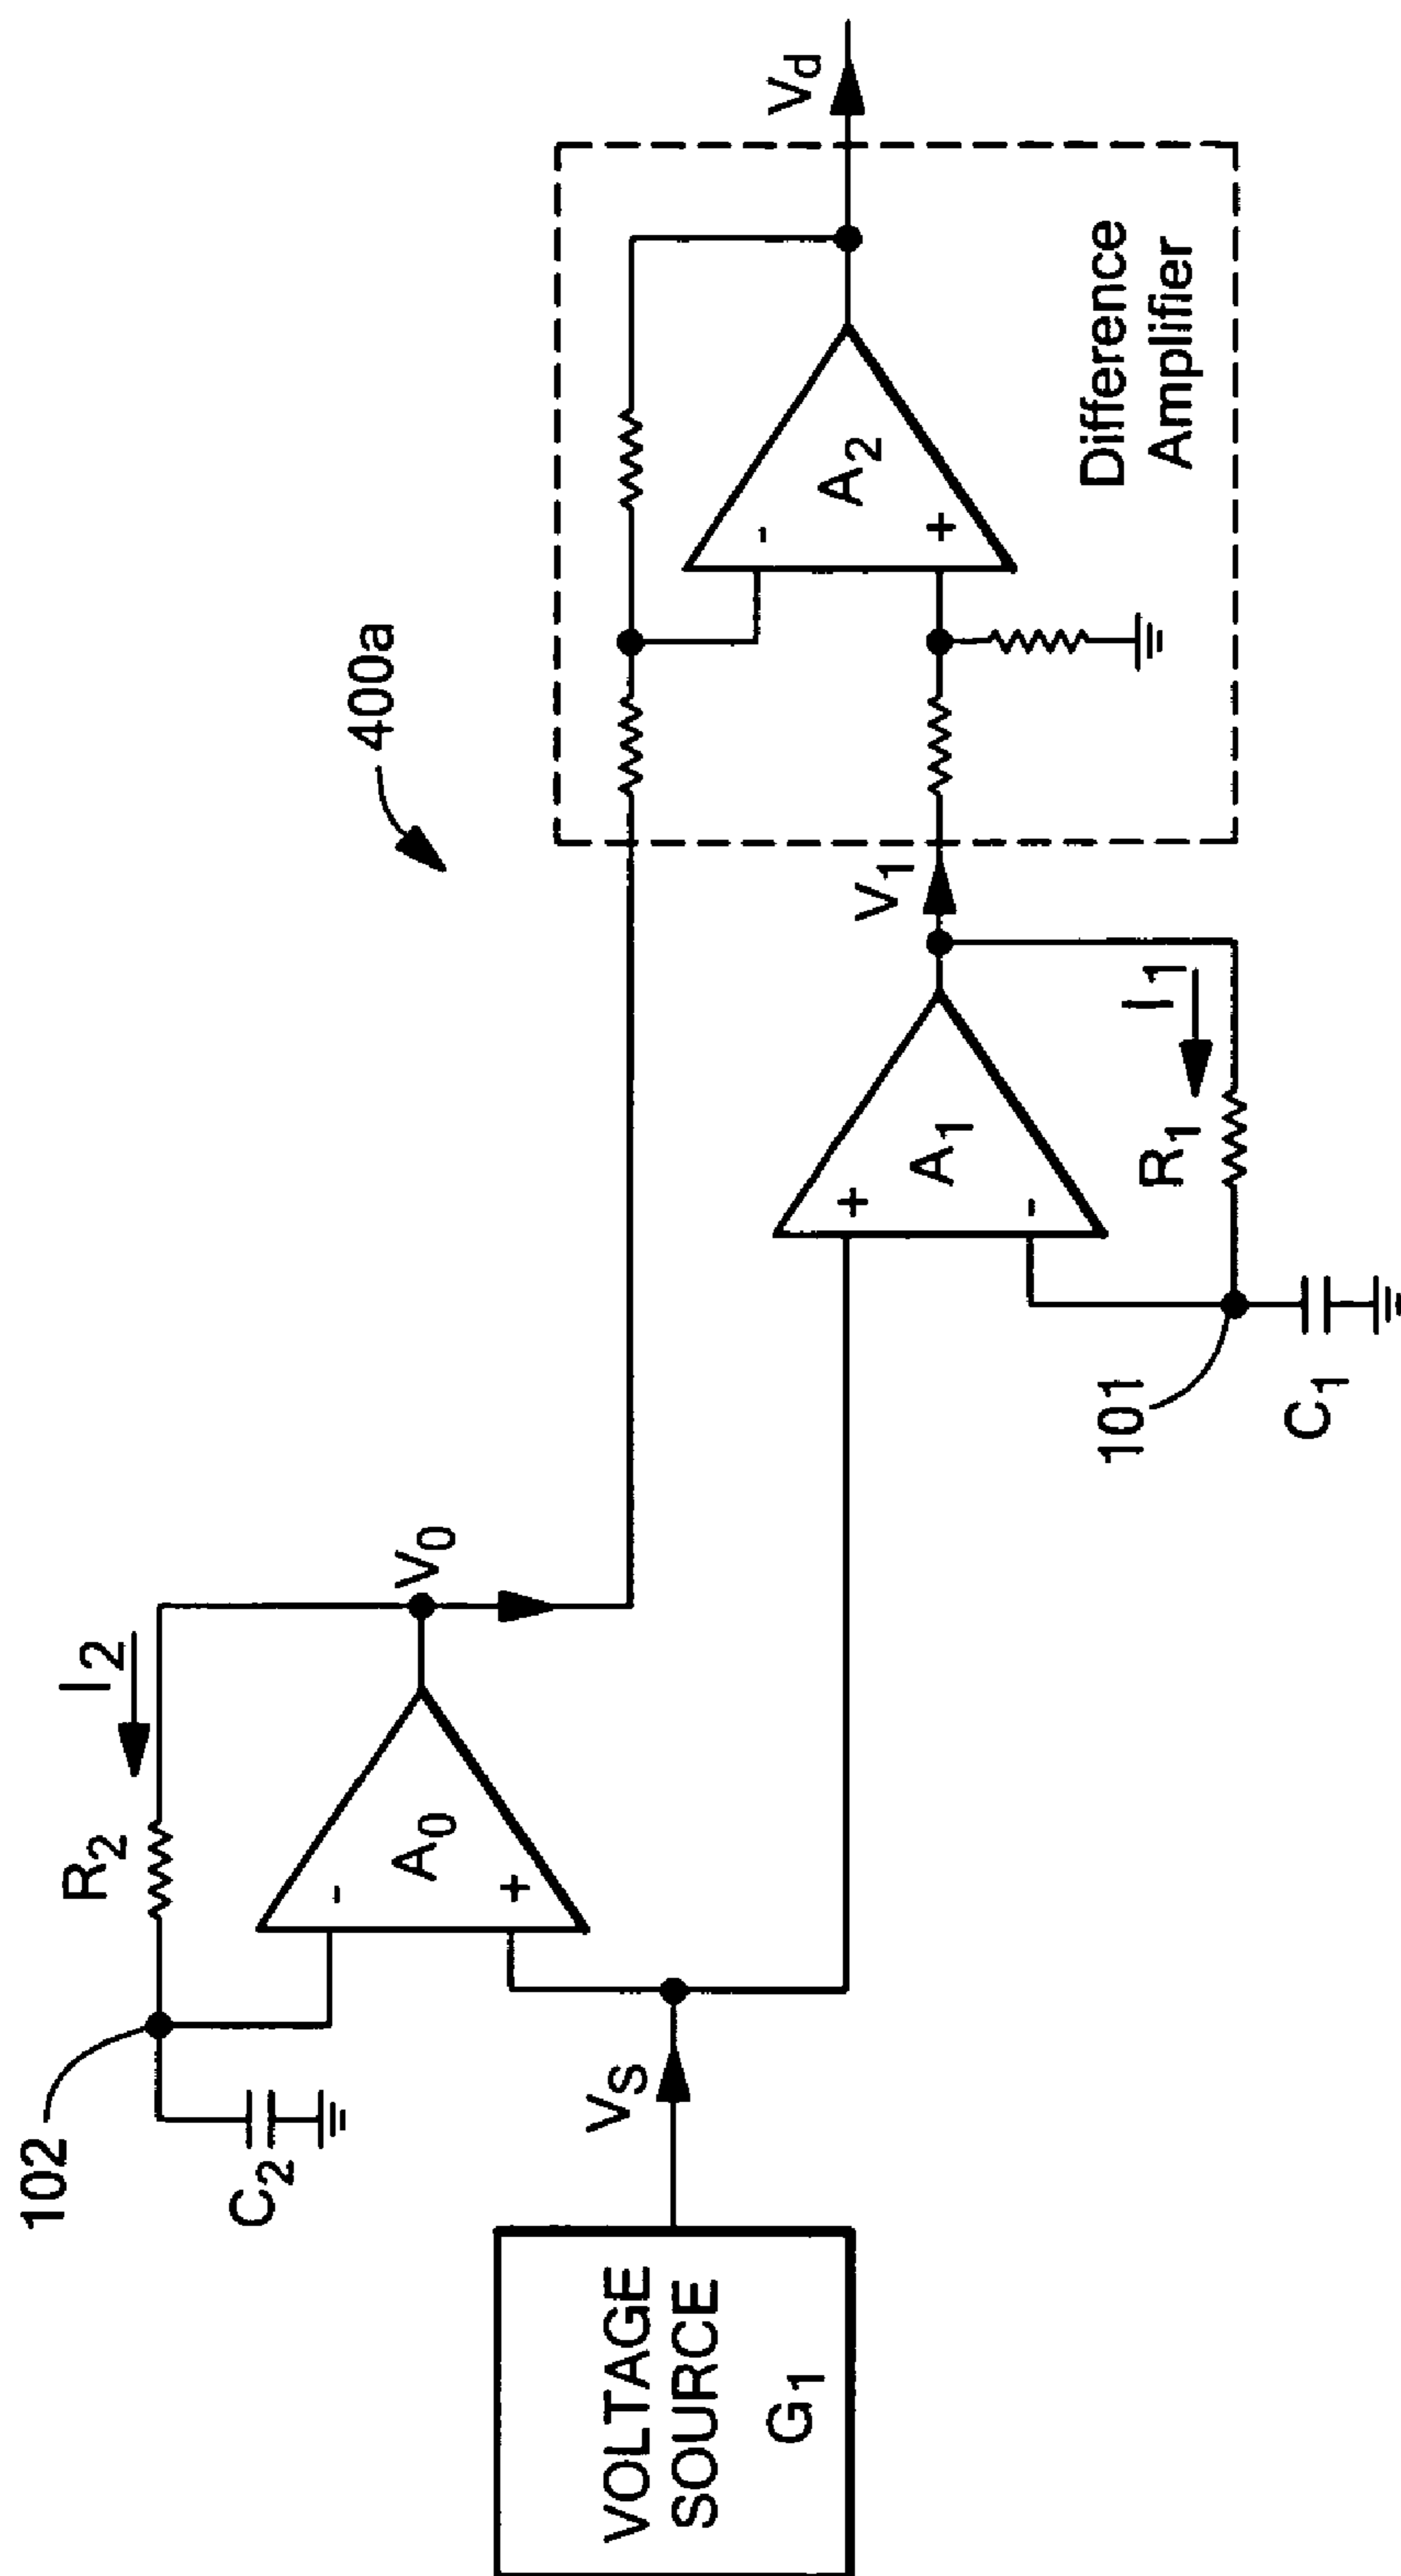 400a
102
R₂
I₂
C₂
-
A₀
+
V₀
VOLTAGE
SOURCE
G₁
Vₛ
+
A₁
-
V₁
R₁
I₁
101
C₁
-
A₂
+
Difference
Amplifier
V_d